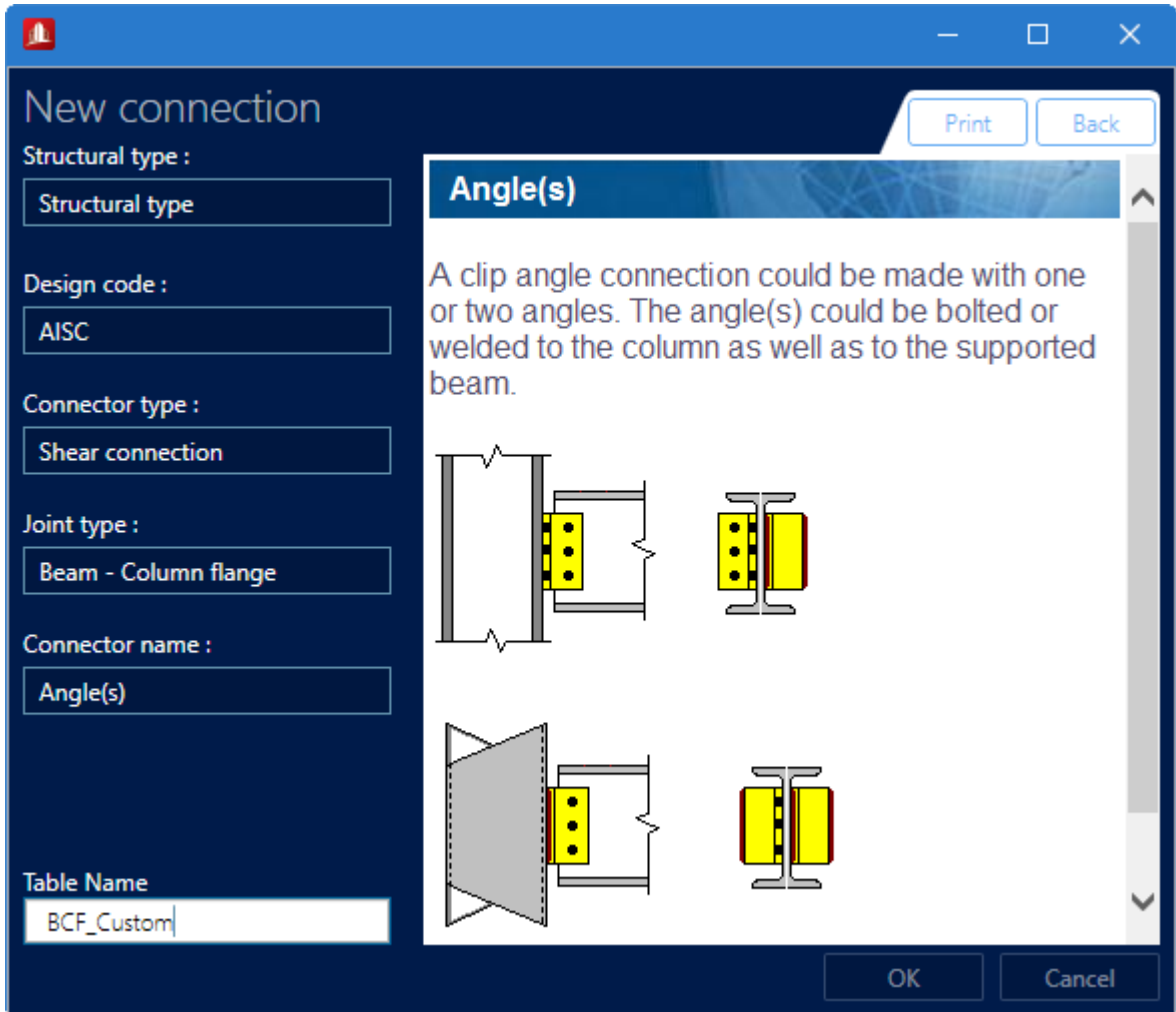 New connection
Structural type :
Structural type
Design code :
AISC
Connector type :
Shear connection
Joint type :
Beam - Column flange
Connector name :
Angle(s)
Table Name
BCF_Custom
Print
Back
Angle(s)
A clip angle connection could be made with one
or two angles. The angle(s) could be bolted or
welded to the column as well as to the supported
beam.
OK
Cancel